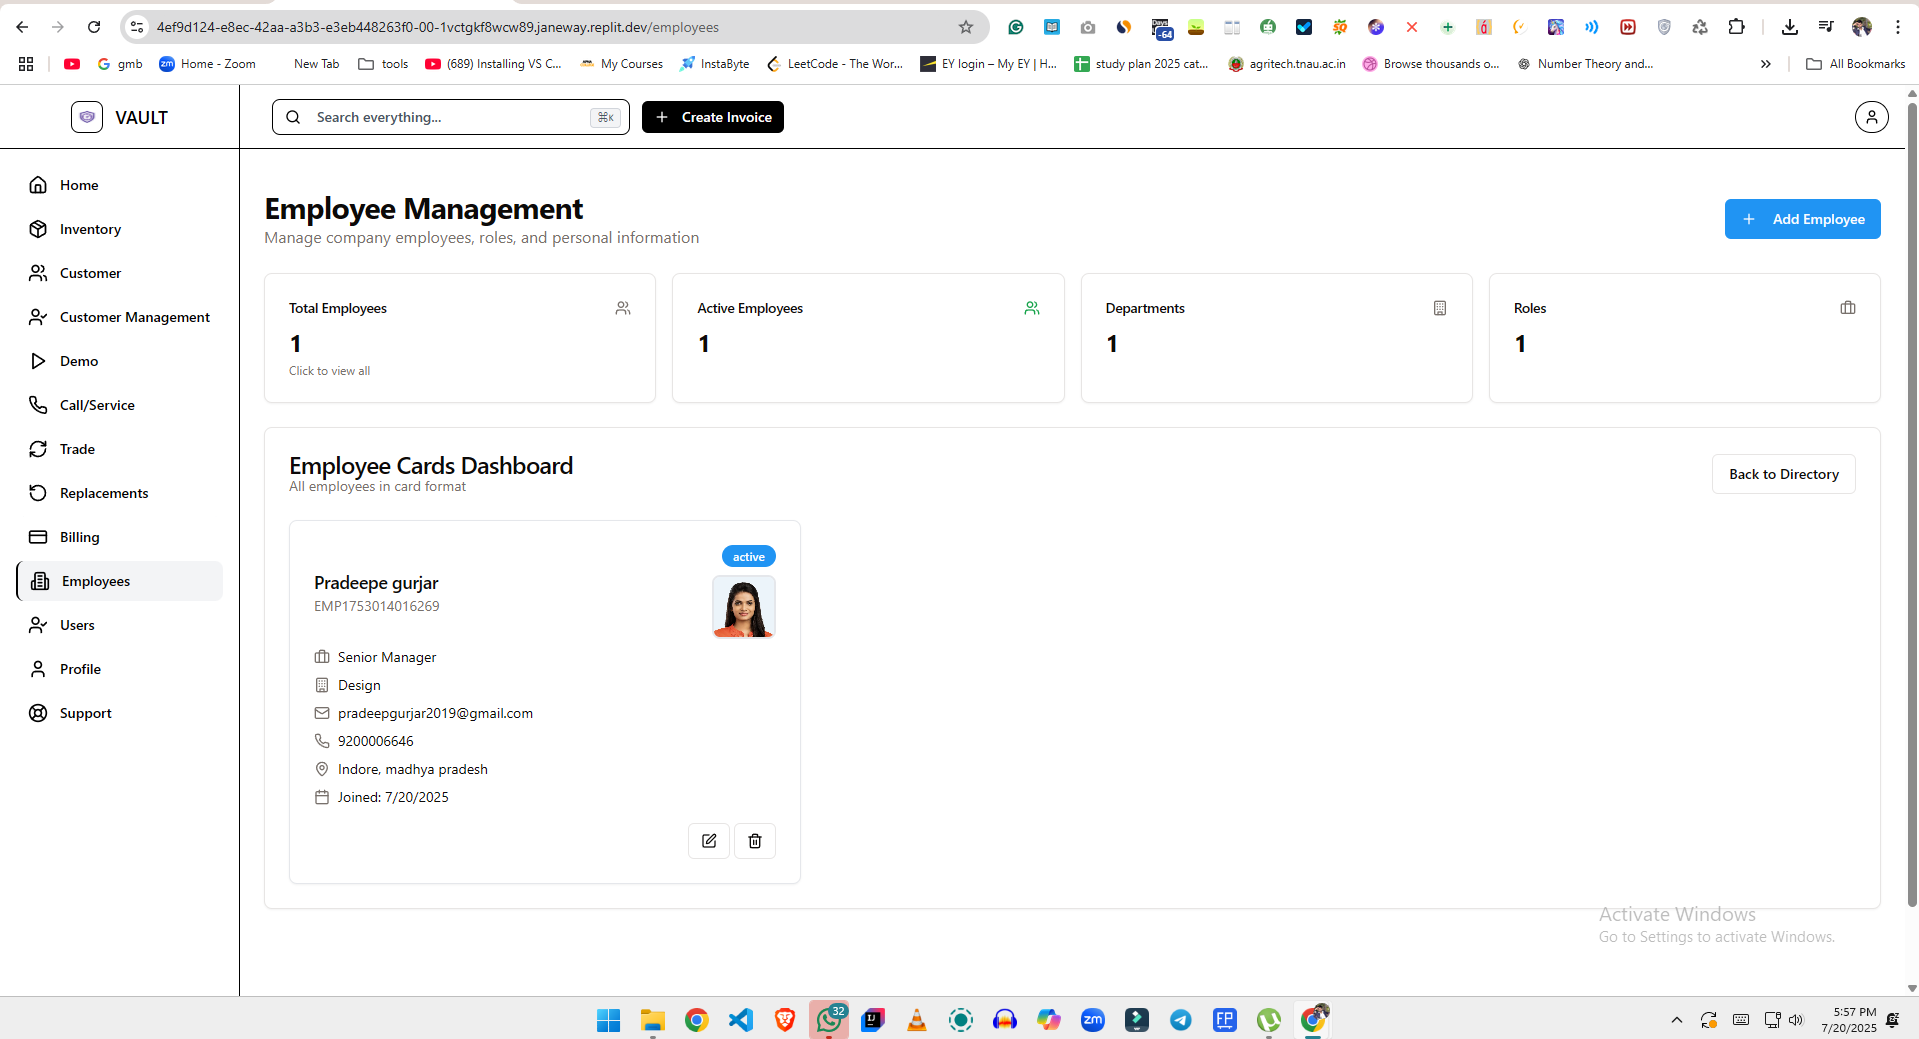 4ef9d124-e8ec-42aa-a3b3-e3eb448263f0-00-1vctgkf8wcw89.janeway.replit.dev/employees
-64
gmb
Home - Zoom
New Tab
tools
(689) Installing VS C...
My Courses
InstaByte
LeetCode - The Wor...
EY login – My EY | H...
study plan 2025 cat...
agritech.tnau.ac.in
Browse thousands o...
Number Theory and...
All Bookmarks
VAULT
Search everything...
⌘K
Create Invoice
Home
Inventory
Customer
Customer Management
Demo
Call/Service
Trade
Replacements
Billing
Employees
Users
Profile
Support
Employee Management
Manage company employees, roles, and personal information
Add Employee
Total Employees
1
Click to view all
Active Employees
1
Departments
1
Roles
1
Employee Cards Dashboard
All employees in card format
Back to Directory
active
Pradeepe gurjar
EMP1753014016269
Senior Manager
Design
pradeepgurjar2019@gmail.com
9200006646
Indore, madhya pradesh
Joined: 7/20/2025
Activate Windows
Go to Settings to activate Windows.
32
zm
FP
5:57 PM
7/20/2025